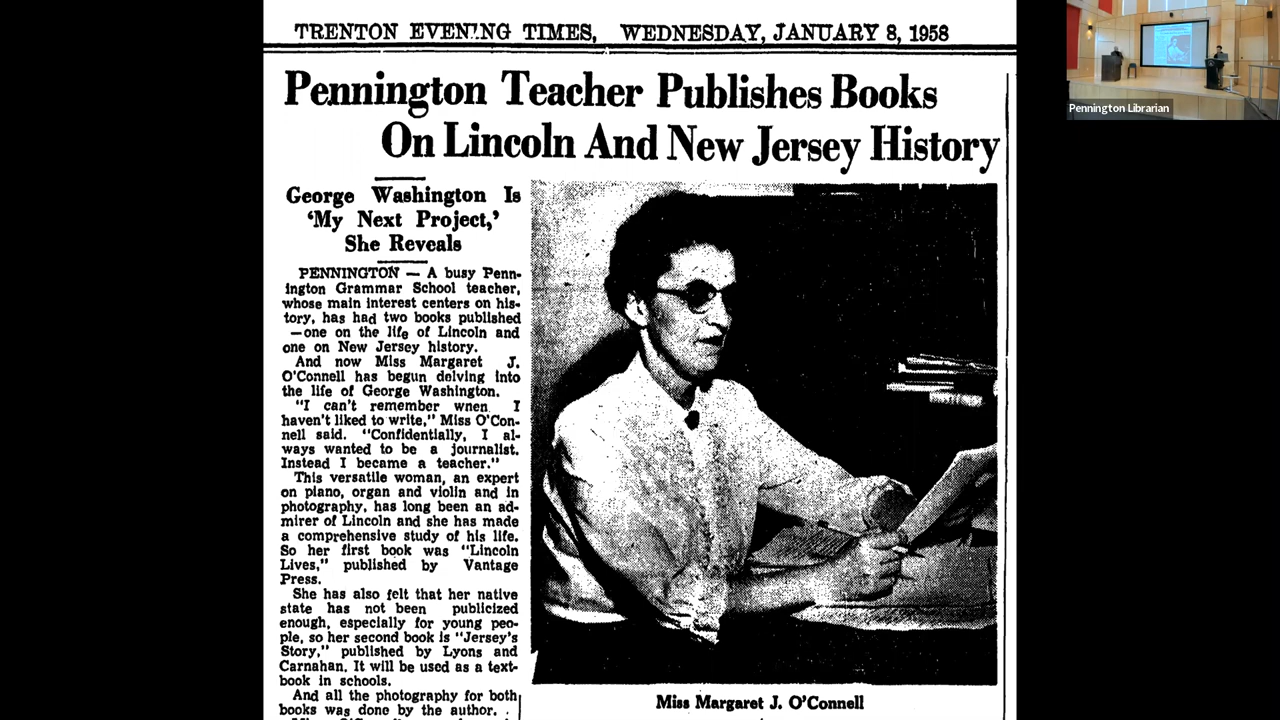 TRENTON EVENING TIMES, WEDNESDAY, JANUARY 8, 1958
Pennington Teacher Publishes Books
On Lincoln And New Jersey History
George Washington Is
'My Next Project,'
She Reveals
PENNINGTON — A busy Penn-
ington Grammar School teacher,
whose main interest centers on his-
tory, has had two books published
—one on the life of Lincoln and
one on New Jersey history.
And now Miss Margaret J.
O'Connell has begun delving into
the life of George Washington.
"I can't remember when I
haven't liked to write," Miss O'Con-
nell said. "Confidentially, I al-
ways wanted to be a journalist.
Instead I became a teacher."
This versatile woman, an expert
on piano, organ and violin and in
photography, has long been an ad-
mirer of Lincoln and she has made
a comprehensive study of his life.
So her first book was "Lincoln
Lives," published by Vantage
Press.
She has also felt that her native
state has not been publicized
enough, especially for young peo-
ple, so her second book is "Jersey's
Story," published by Lyons and
Carnahan. It will be used as a text-
book in schools.
And all the photography for both
books was done by the author.
Miss Margaret J. O'Connell
Pennington Librarian